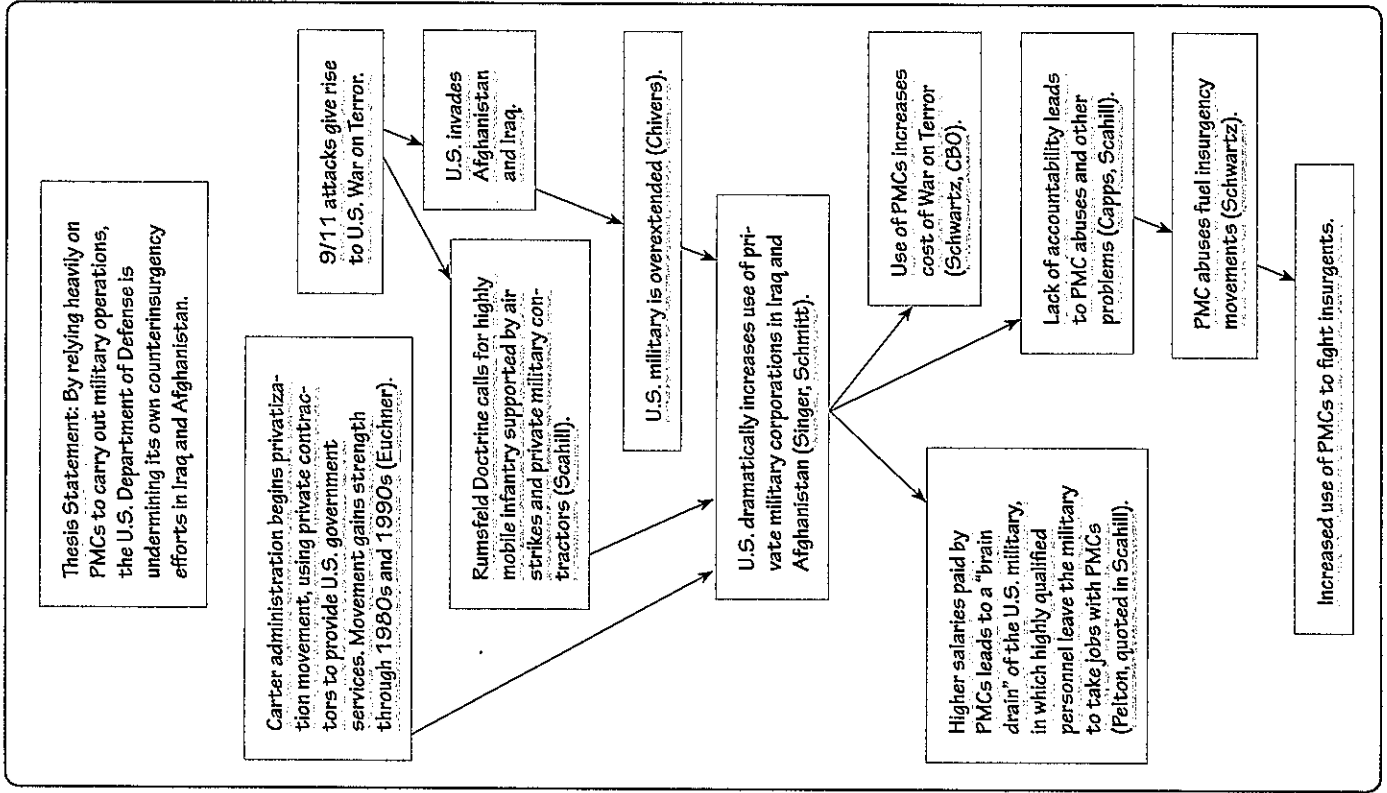 Thesis Statement: By relying heavily on
PMCs to carry out military operations,
the U.S. Department of Defense is
undermining its own counterinsurgency
efforts in Iraq and Afghanistan.
Carter administration begins privatiza-
tion movement, using private contrac-
tors to provide U.S. government
services. Movement gains strength
through 1980s and 1990s (Euchner).
9/11 attacks give rise
to U.S. War on Terror.
Rumsfeld Doctrine calls for highly
mobile infantry supported by air
strikes and private military con-
tractors (Scahill).
U.S. invades
Afghanistan
and Iraq.
U.S. military is overextended (Chivers).
U.S. dramatically increases use of pri-
vate military corporations in Iraq and
Afghanistan (Singer, Schmitt).
Higher salaries paid by
PMCs leads to a "brain
drain" of the U.S. military,
in which highly qualified
personnel leave the military
to take jobs with PMCs
(Pelton, quoted in Scahill).
Use of PMCs increases
cost of War on Terror
(Schwartz, CBO).
Lack of accountability leads
to PMC abuses and other
problems (Capps, Scahill).
PMC abuses fuel insurgency
movements (Schwartz).
Increased use of PMCs to fight insurgents.